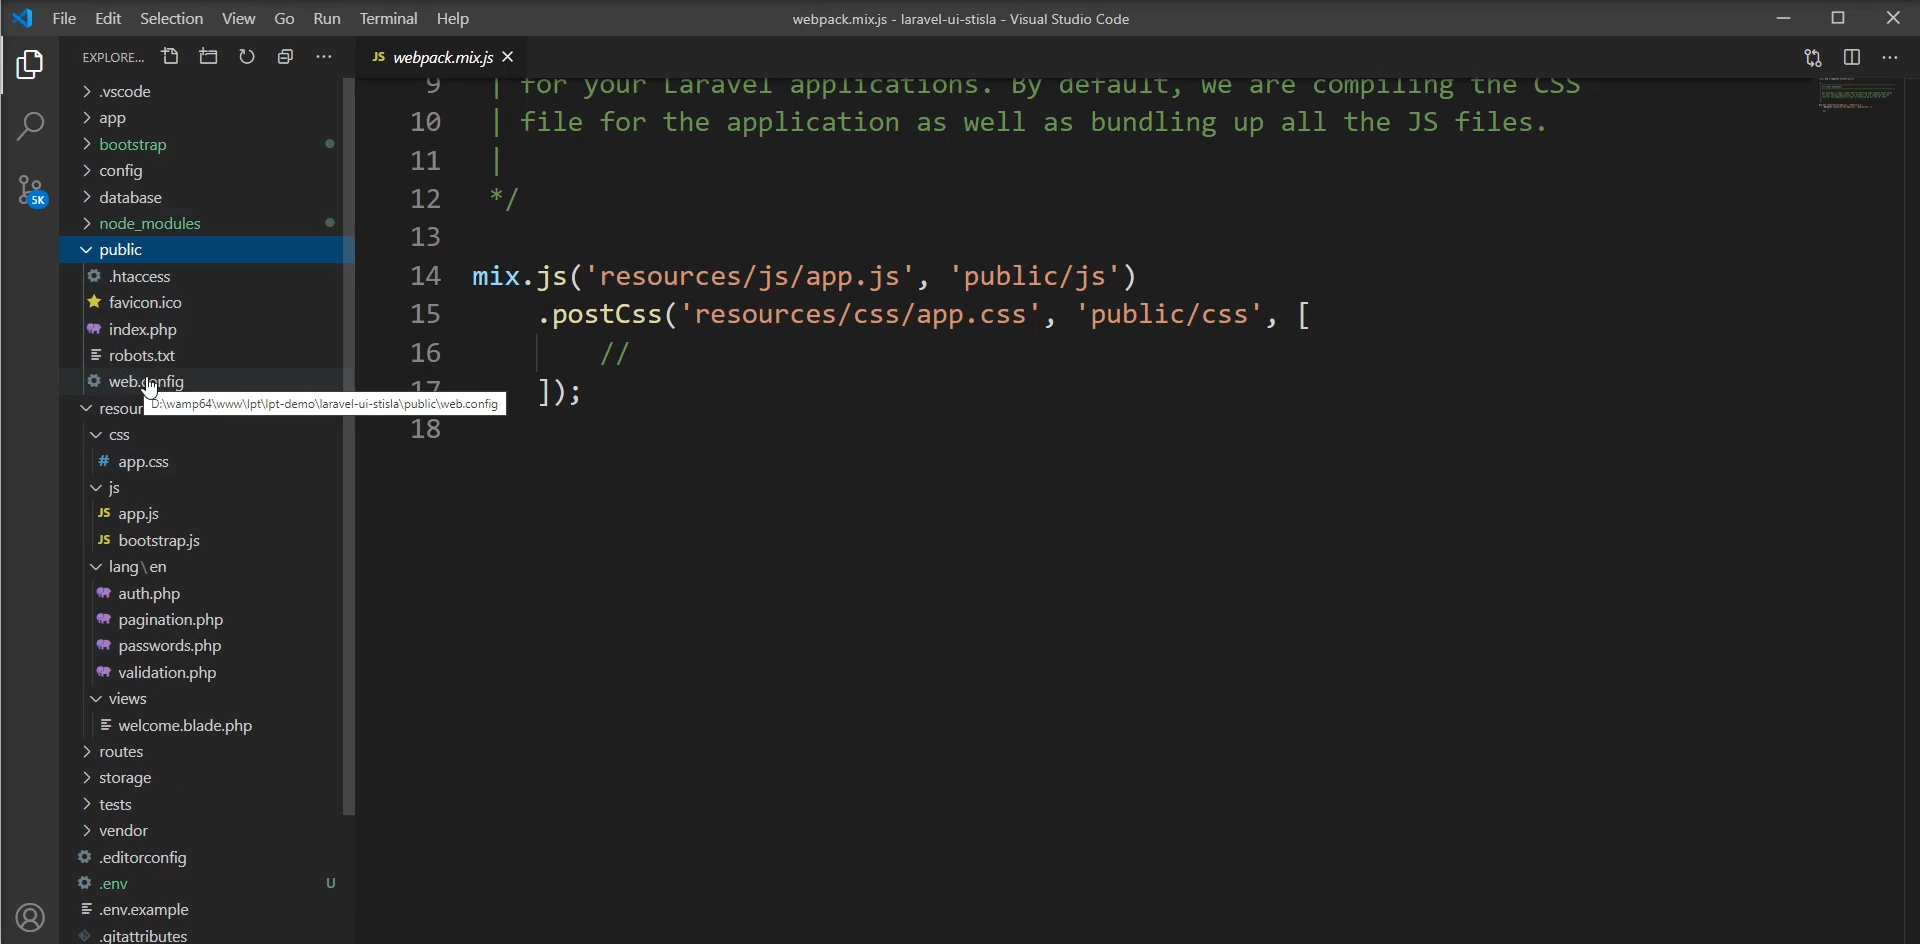 File Edit Selection View Go Run Terminal Help
webpack.mix.js - laravel-ui-stisla - Visual Studio Code
EXPLORE...
JS webpack.mix.js
.vscode
app
bootstrap
config
database
node_modules
public
.htaccess
favicon.ico
index.php
robots.txt
web.config
D:\wamp64\www\lpt\lpt-demo\laravel-ui-stisla\public\web.config
resour
css
# app.css
js
JS app.js
JS bootstrap.js
lang\en
auth.php
pagination.php
passwords.php
validation.php
views
welcome.blade.php
routes
storage
tests
vendor
.editorconfig
.env U
.env.example
.gitattributes
5K
9 | for your Laravel applications. By default, we are compiling the CSS
10 | file for the application as well as bundling up all the JS files.
11 |
12 */
13
14 mix.js('resources/js/app.js', 'public/js')
15 .postCss('resources/css/app.css', 'public/css', [
16 //
17 ]);
18